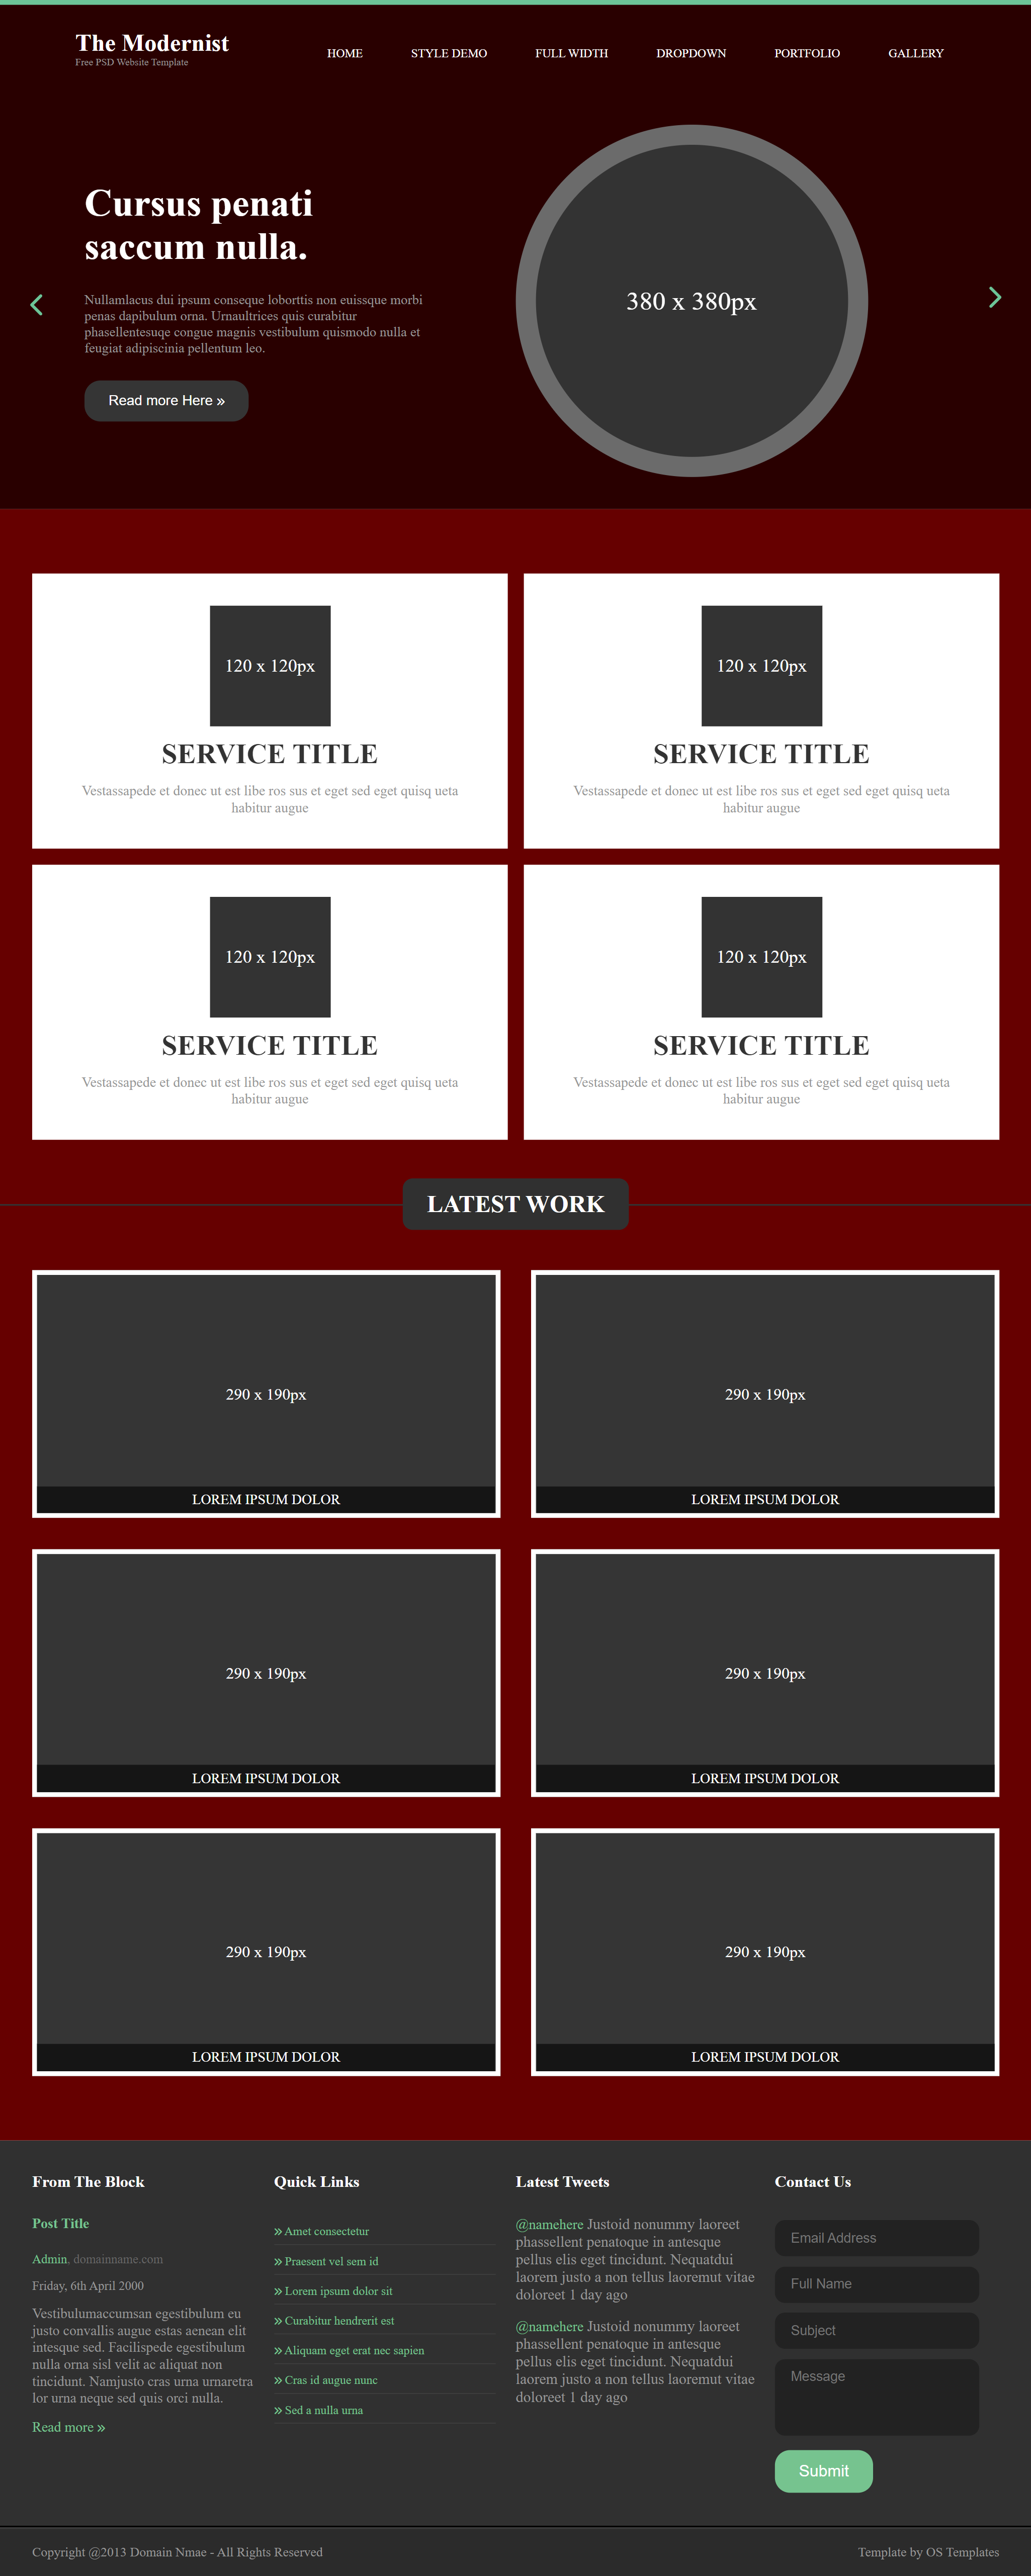 The Modernist
Free PSD Website Template
HOME STYLE DEMO FULL WIDTH DROPDOWN PORTFOLIO GALLERY
Cursus penati
saccum nulla.
Nullamlacus dui ipsum conseque loborttis non euissque morbi
penas dapibulum orna. Urnaultrices quis curabitur
phasellentesuqe congue magnis vestibulum quismodo nulla et
feugiat adipiscinia pellentum leo.
Read more Here »
380 x 380px
120 x 120px
SERVICE TITLE
Vestassapede et donec ut est libe ros sus et eget sed eget quisq ueta
habitur augue
120 x 120px
SERVICE TITLE
Vestassapede et donec ut est libe ros sus et eget sed eget quisq ueta
habitur augue
120 x 120px
SERVICE TITLE
Vestassapede et donec ut est libe ros sus et eget sed eget quisq ueta
habitur augue
120 x 120px
SERVICE TITLE
Vestassapede et donec ut est libe ros sus et eget sed eget quisq ueta
habitur augue
LATEST WORK
290 x 190px
LOREM IPSUM DOLOR
290 x 190px
LOREM IPSUM DOLOR
290 x 190px
LOREM IPSUM DOLOR
290 x 190px
LOREM IPSUM DOLOR
290 x 190px
LOREM IPSUM DOLOR
290 x 190px
LOREM IPSUM DOLOR
From The Block
Post Title
Admin, domainname.com
Friday, 6th April 2000
Vestibulumaccumsan egestibulum eu
justo convallis augue estas aenean elit
intesque sed. Facilispede egestibulum
nulla orna sisl velit ac aliquat non
tincidunt. Namjusto cras urna urnaretra
lor urna neque sed quis orci nulla.
Read more »
Quick Links
» Amet consectetur
» Praesent vel sem id
» Lorem ipsum dolor sit
» Curabitur hendrerit est
» Aliquam eget erat nec sapien
» Cras id augue nunc
» Sed a nulla urna
Latest Tweets
@namehere Justoid nonummy laoreet
phassellent penatoque in antesque
pellus elis eget tincidunt. Nequatdui
laorem justo a non tellus laoremut vitae
doloreet 1 day ago
@namehere Justoid nonummy laoreet
phassellent penatoque in antesque
pellus elis eget tincidunt. Nequatdui
laorem justo a non tellus laoremut vitae
doloreet 1 day ago
Contact Us
Email Address
Full Name
Subject
Message
Submit
Copyright @2013 Domain Nmae - All Rights Reserved
Template by OS Templates